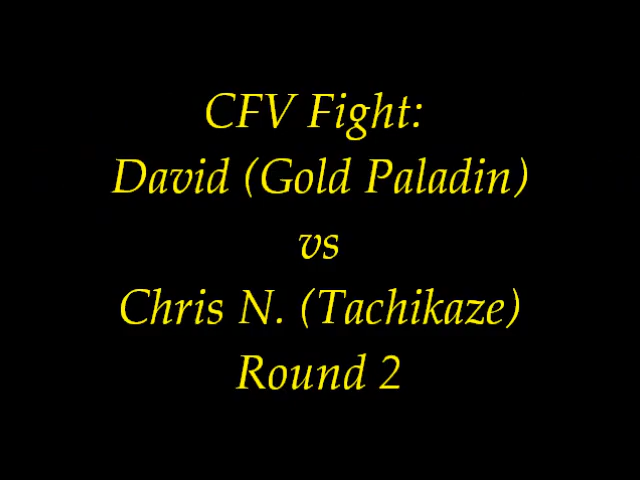 CFV Fight:
David (Gold Paladin)
vs
Chris N. (Tachikaze)
Round 2